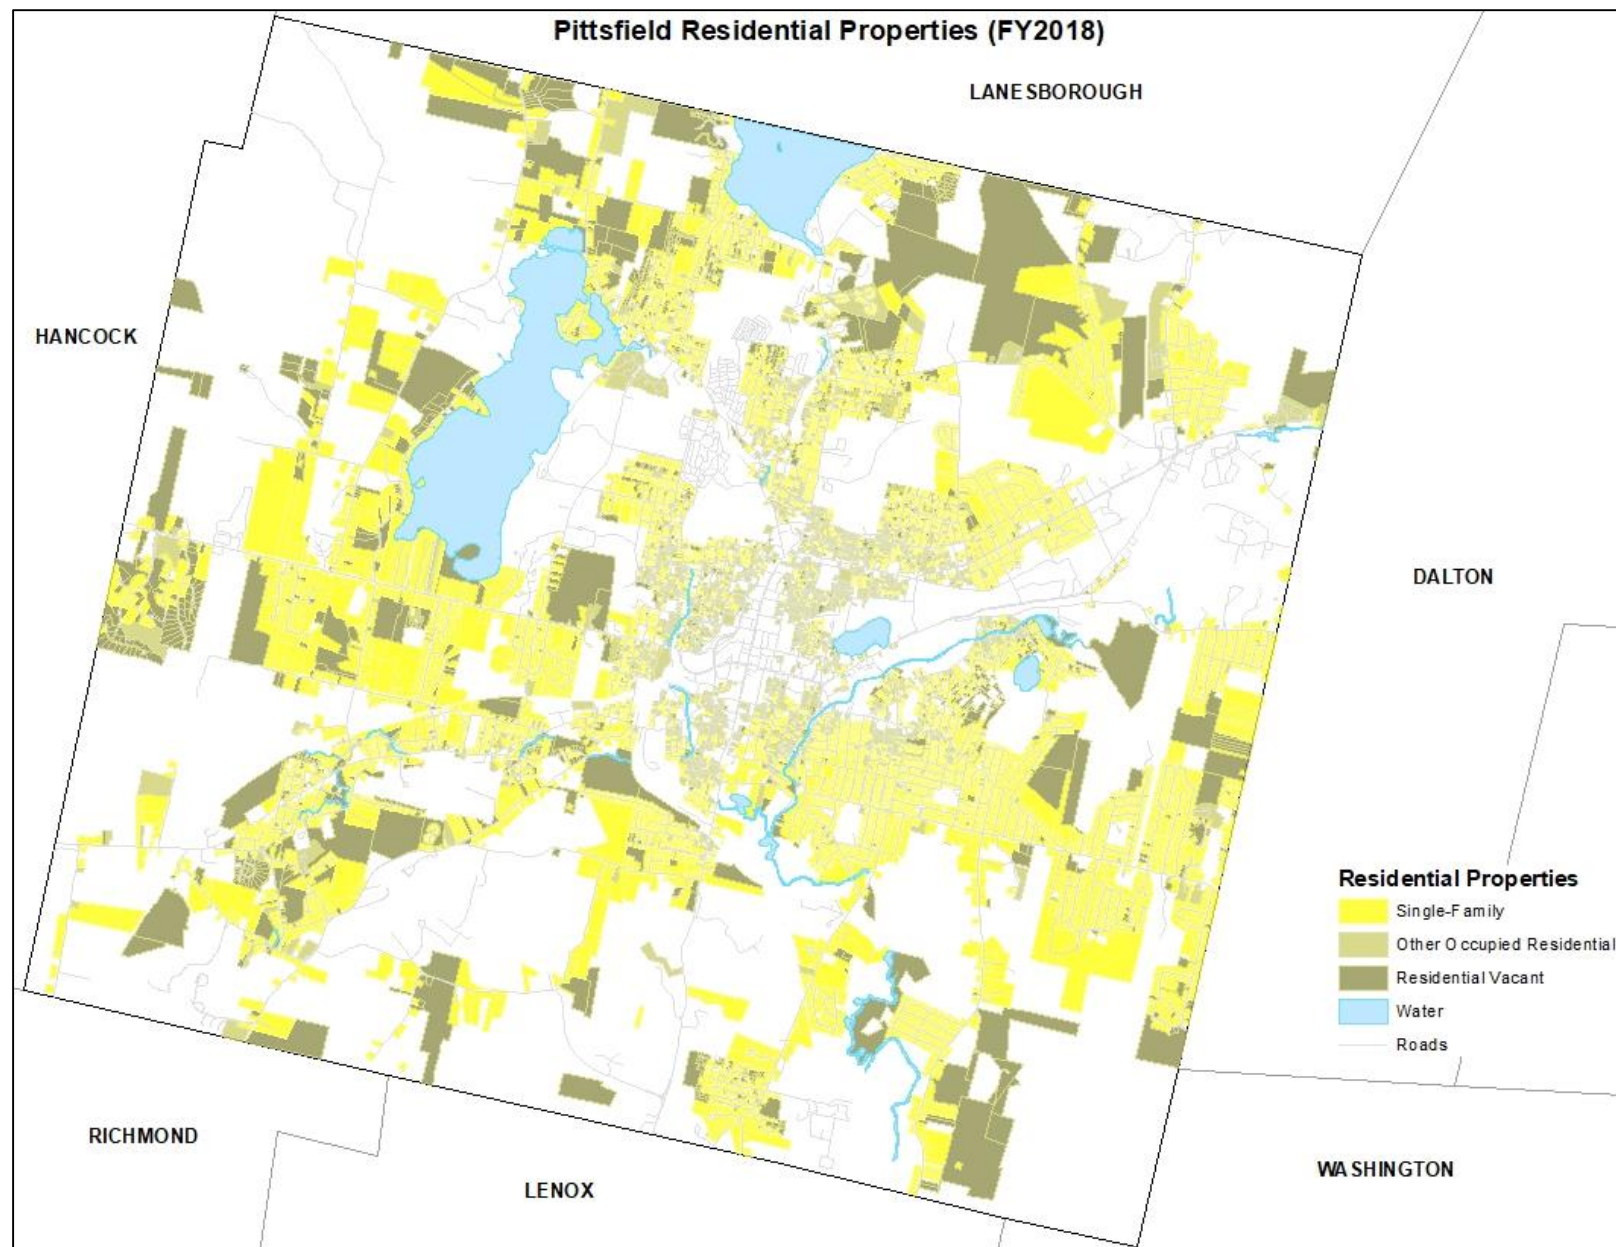 Pittsfield Residential Properties (FY2018)
LANESBOROUGH
HANCOCK
DALTON
Residential Properties
Single-Family
Other Occupied Residential
Residential Vacant
Water
Roads
RICHMOND
LENOX
WASHINGTON